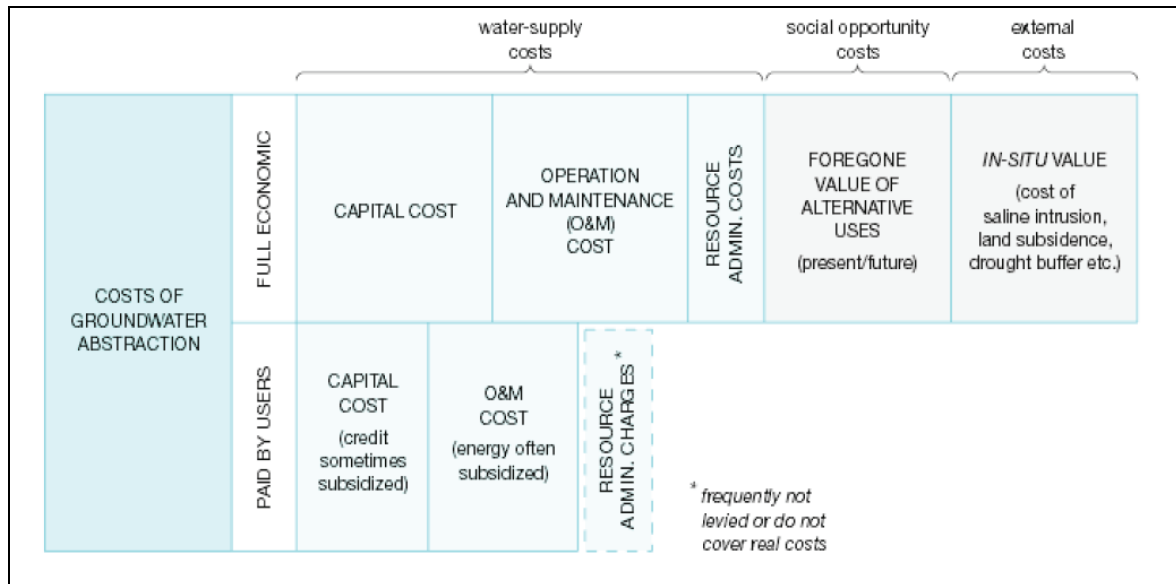 water-supply
costs
social opportunity
costs
external
costs
COSTS OF
GROUNDWATER
ABSTRACTION
FULL ECONOMIC
CAPITAL COST
OPERATION
AND MAINTENANCE
(O&M)
COST
RESOURCE
ADMIN. COSTS
FOREGONE
VALUE OF
ALTERNATIVE
USES
(present/future)
IN-SITU VALUE
(cost of
saline intrusion,
land subsidence,
drought buffer etc.)
PAID BY USERS
CAPITAL
COST
(credit
sometimes
subsidized)
O&M
COST
(energy often
subsidized)
RESOURCE
ADMIN. CHARGES*
* frequently not
levied or do not
cover real costs